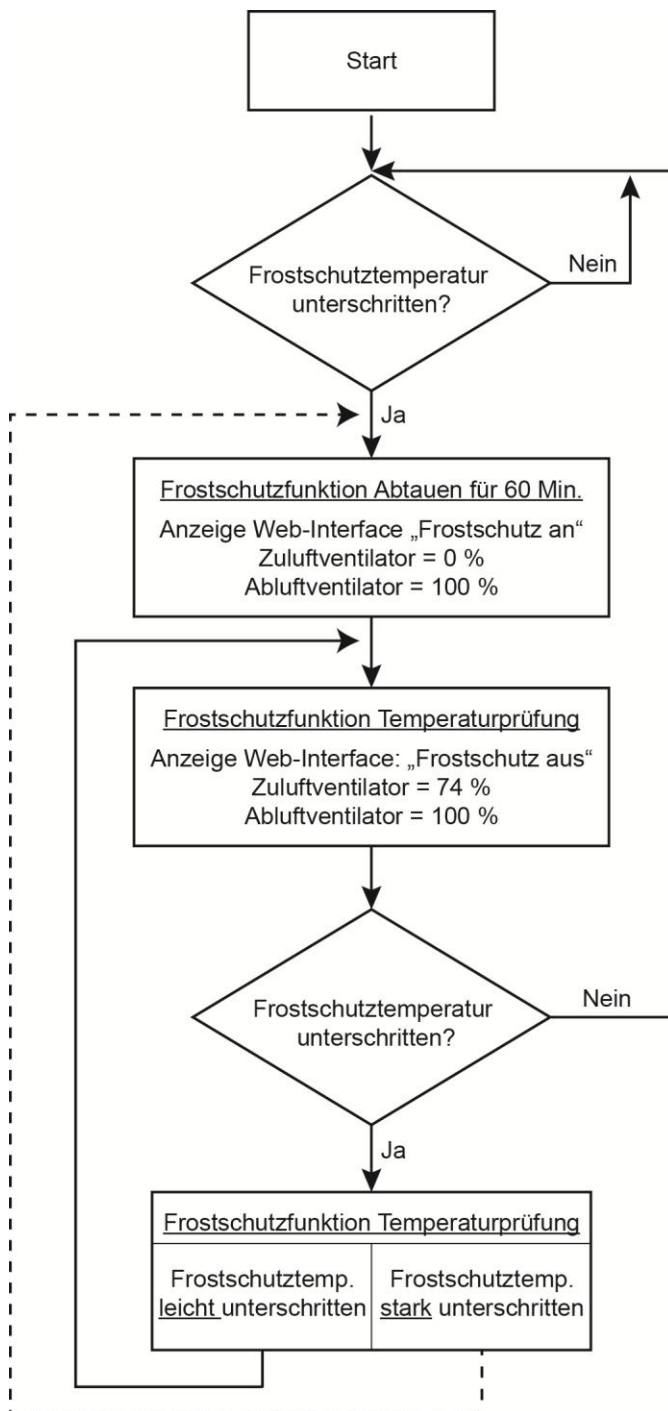 Start
Frostschutztemperatur
unterschritten?
Nein
Ja
Frostschutzfunktion Abtauen für 60 Min.
Anzeige Web-Interface „Frostschutz an“
Zuluftventilator = 0 %
Abluftventilator = 100 %
Frostschutzfunktion Temperaturprüfung
Anzeige Web-Interface: „Frostschutz aus“
Zuluftventilator = 74 %
Abluftventilator = 100 %
Frostschutztemperatur
unterschritten?
Nein
Ja
Frostschutzfunktion Temperaturprüfung
Frostschutztemp.
leicht unterschritten
Frostschutztemp.
stark unterschritten